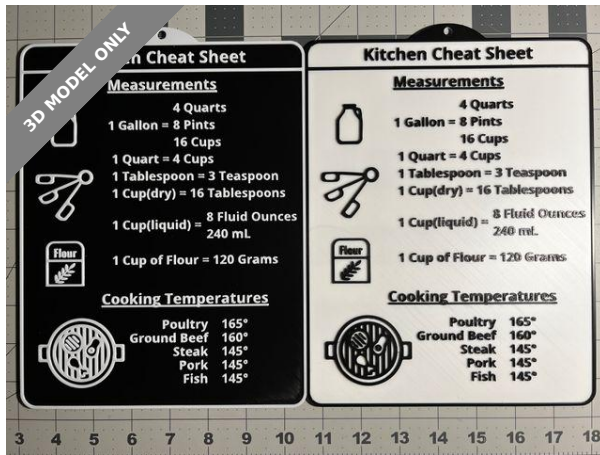 3D MODEL ONLY
Cheat Sheet
Measurements
4 Quarts
1 Gallon = 8 Pints
16 Cups
1 Quart = 4 Cups
1 Tablespoon = 3 Teaspoon
1 Cup(dry) = 16 Tablespoons
1 Cup(liquid) = 8 Fluid Ounces
240 mL
Flour
1 Cup of Flour = 120 Grams
Cooking Temperatures
Poultry 165°
Ground Beef 160°
Steak 145°
Pork 145°
Fish 145°
Kitchen Cheat Sheet
Measurements
4 Quarts
1 Gallon = 8 Pints
16 Cups
1 Quart = 4 Cups
1 Tablespoon = 3 Teaspoon
1 Cup(dry) = 16 Tablespoons
1 Cup(liquid) = 8 Fluid Ounces
240 mL
Flour
1 Cup of Flour = 120 Grams
Cooking Temperatures
Poultry 165°
Ground Beef 160°
Steak 145°
Pork 145°
Fish 145°
3 4 5 6 7 8 9 10 11 12 13 14 15 16 17 18